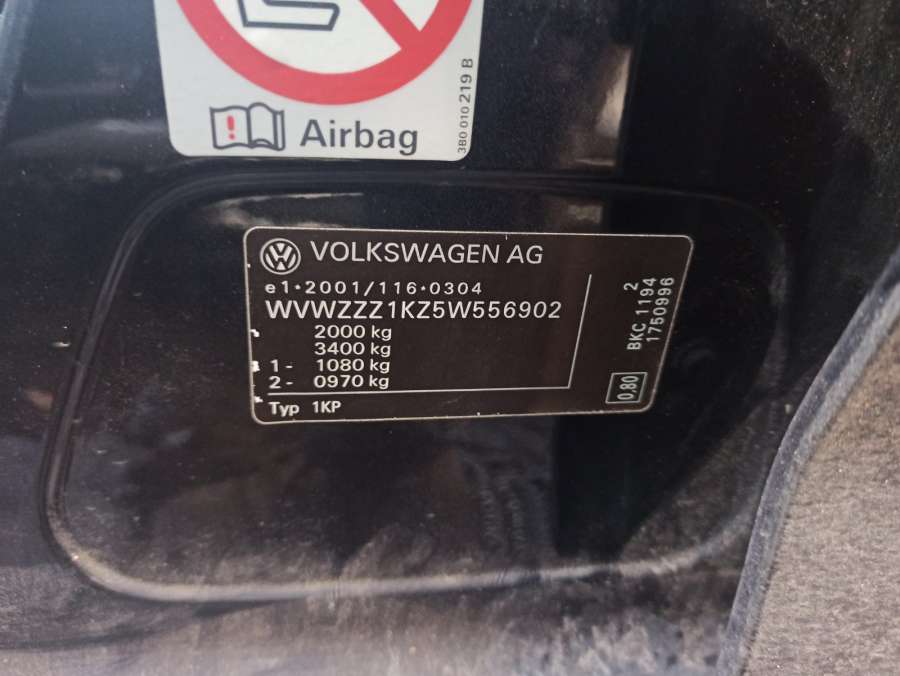 Airbag
3B0 010 219 B
VOLKSWAGEN AG
e1*2001/116*0304
WVWZZZ1KZ5W556902
2000 kg
3400 kg
1- 1080 kg
2- 0970 kg
Typ 1KP
2
BKC 1194
1750996
0,80